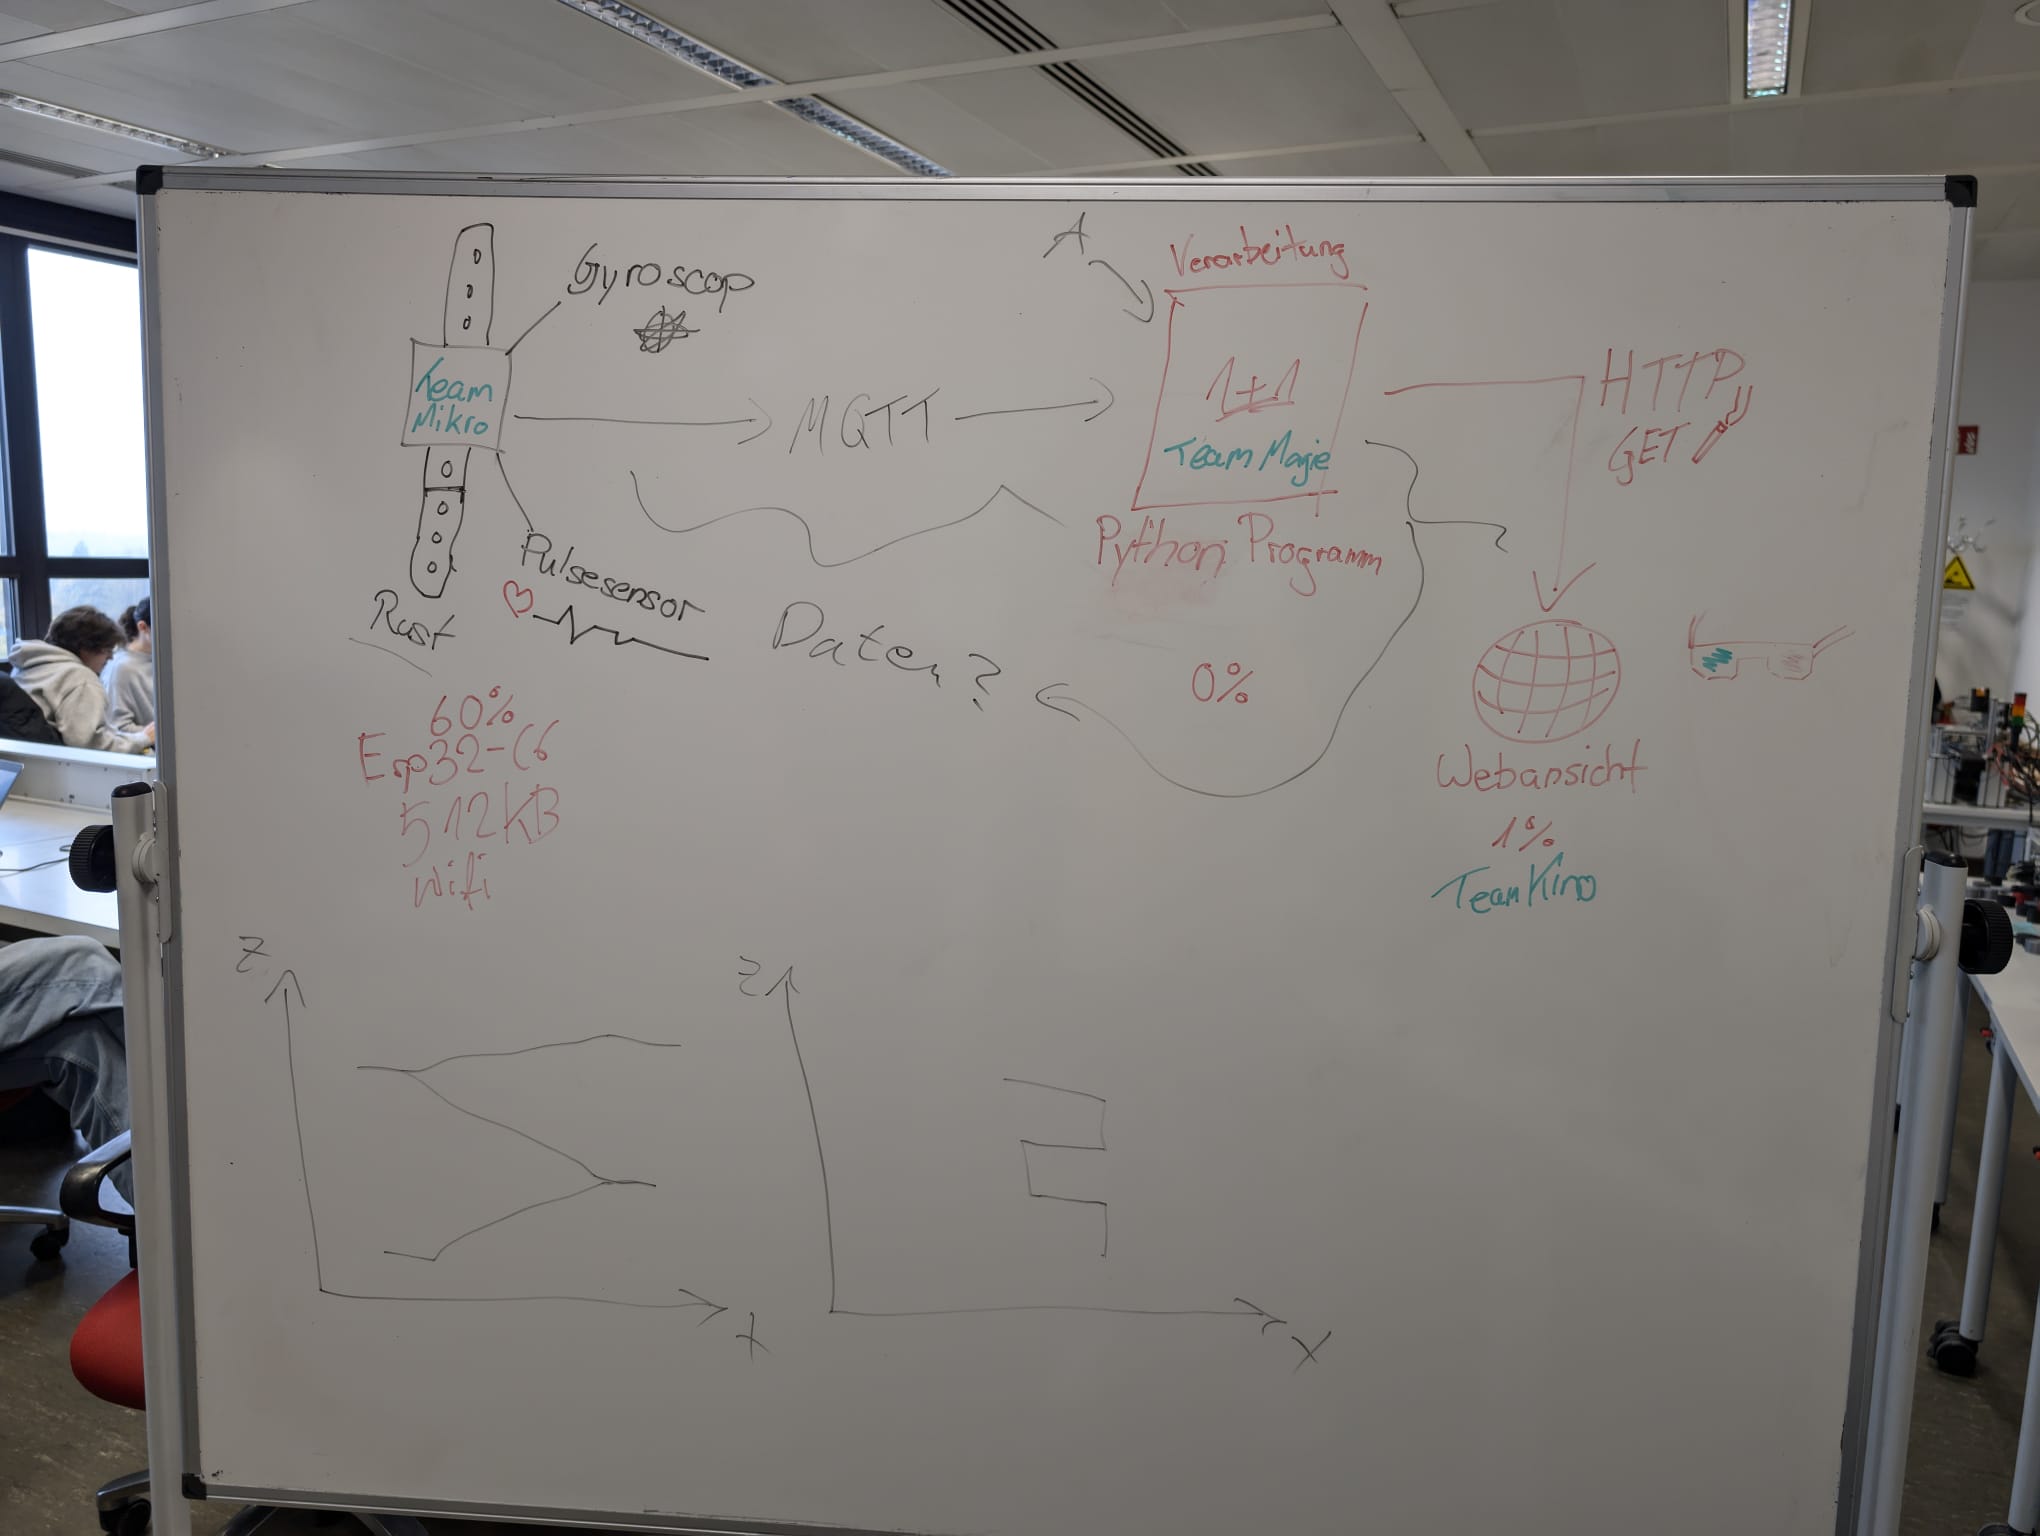 Gyroscop
Team
Mikro
MQTT
A
Verarbeitung
1+1
Team Magie
Python Programm
HTTP
GET
Pulsesensor
Rust
Daten?
0%
60%
Esp32-C6
512KB
Wifi
Webansicht
1%
Team Kino
Z
X
Z
Y